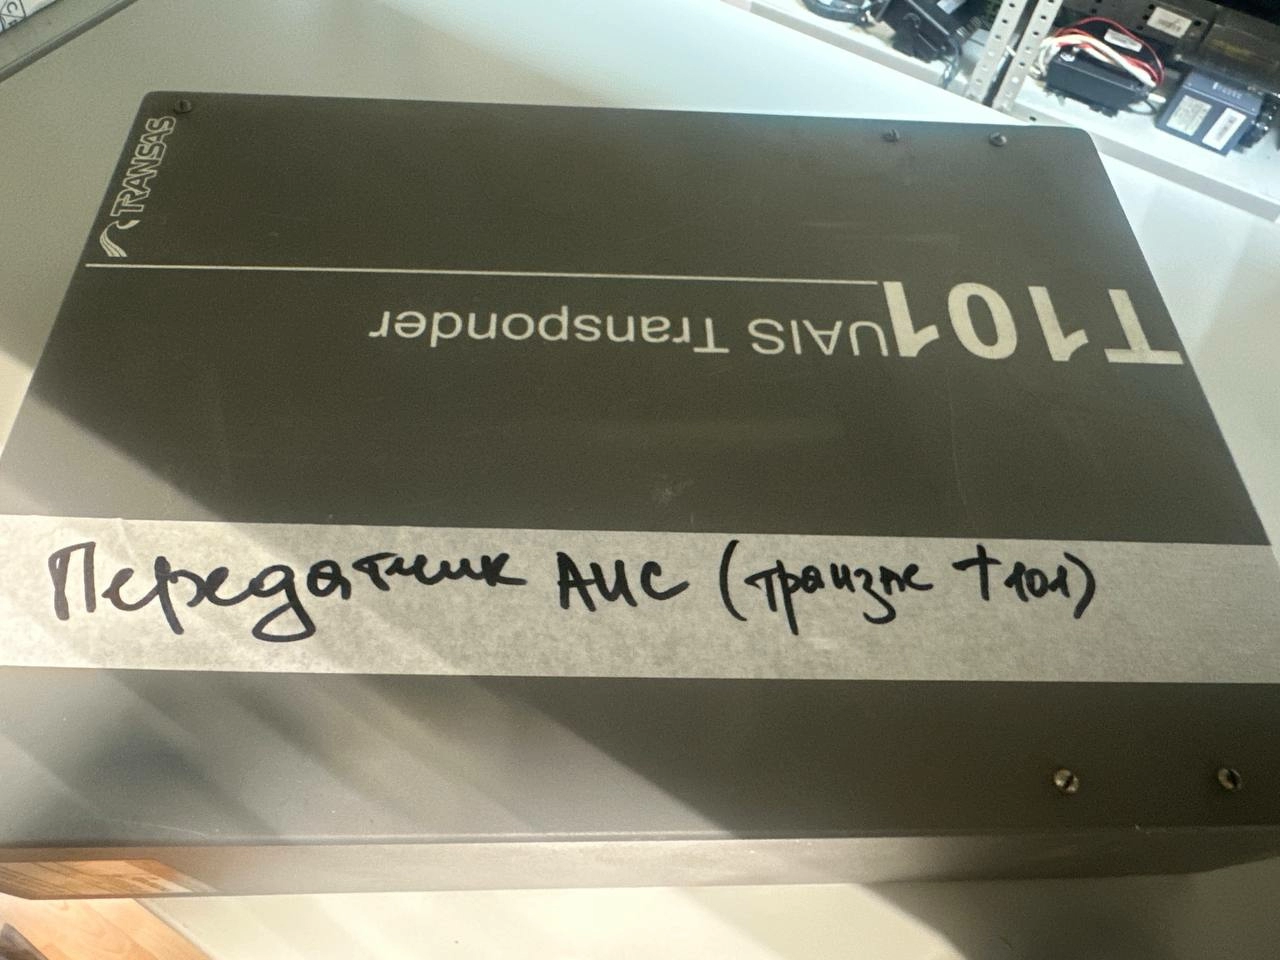 TRANSAS
T101 UAIS Transponder
Передатчик АИС (транзас т101)